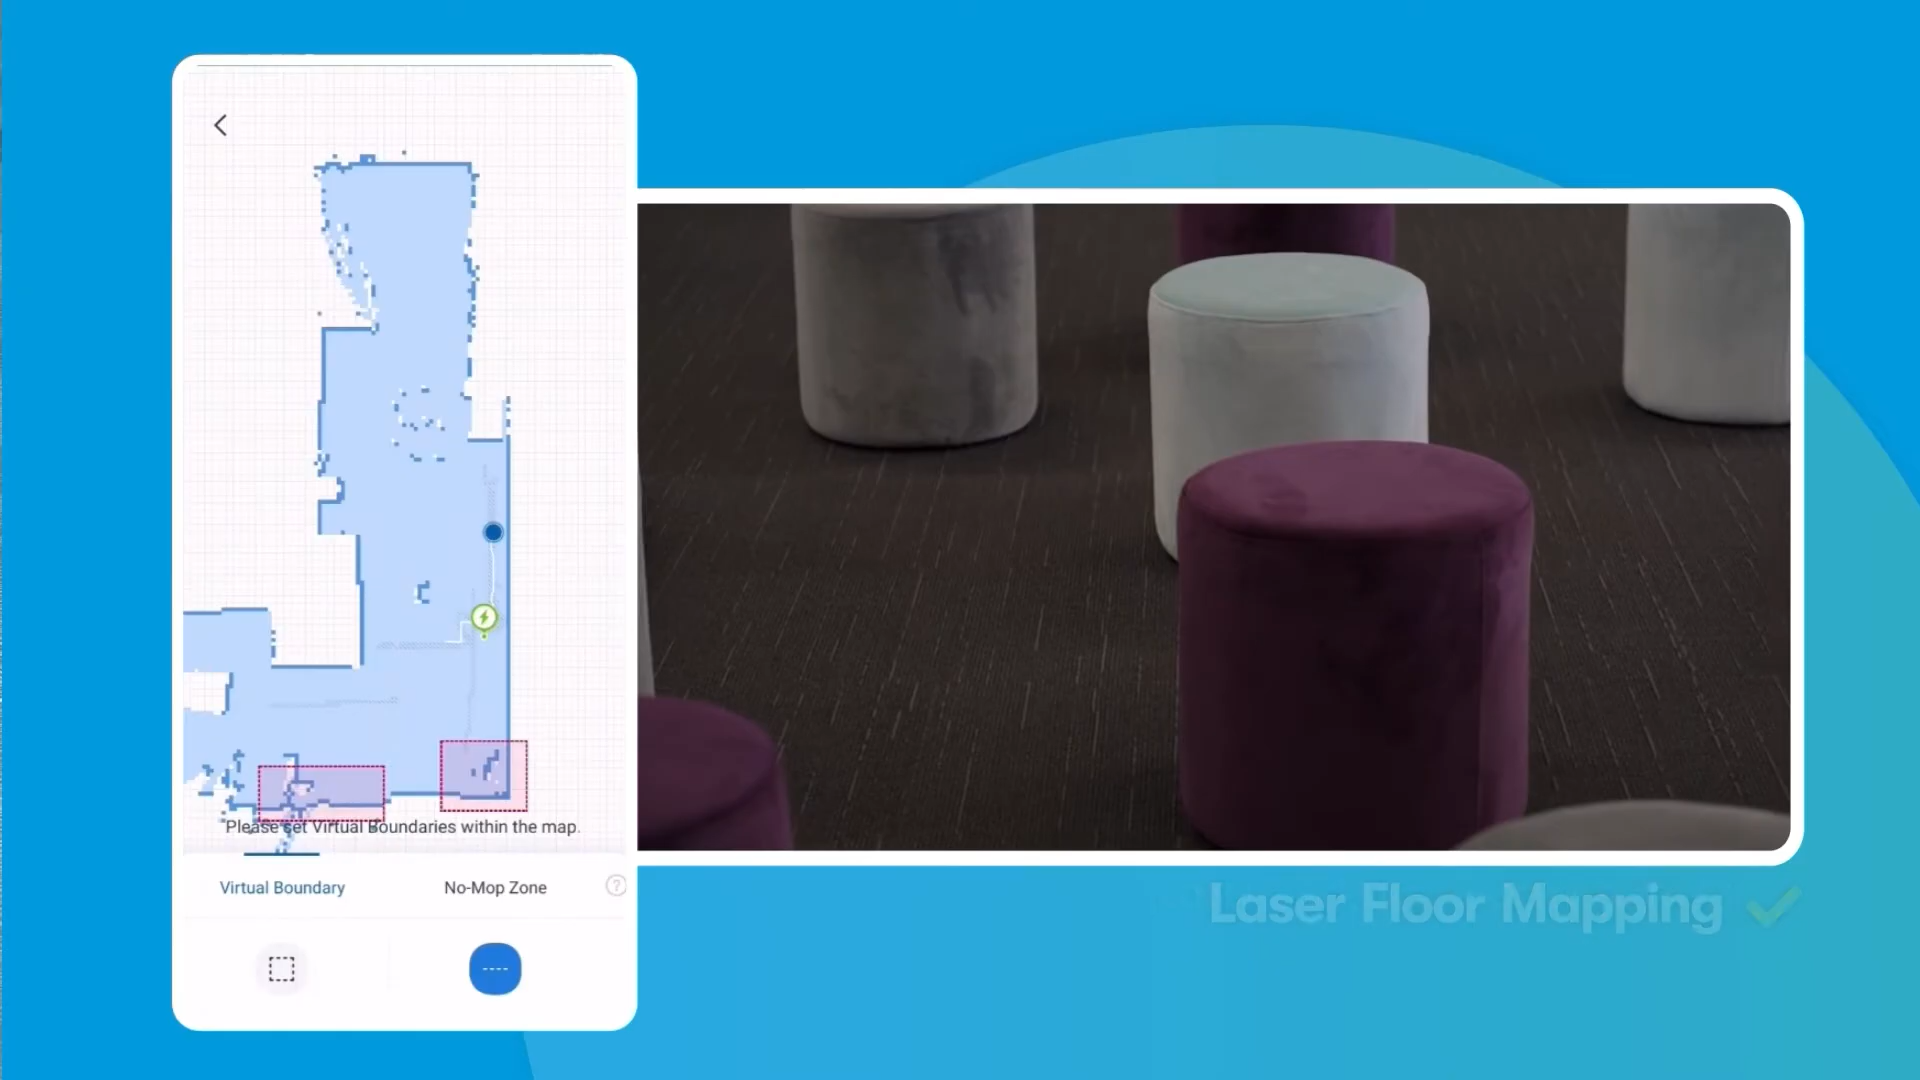 Please set Virtual Boundaries within the map.
Virtual Boundary
No-Mop Zone
?
Laser Floor Mapping